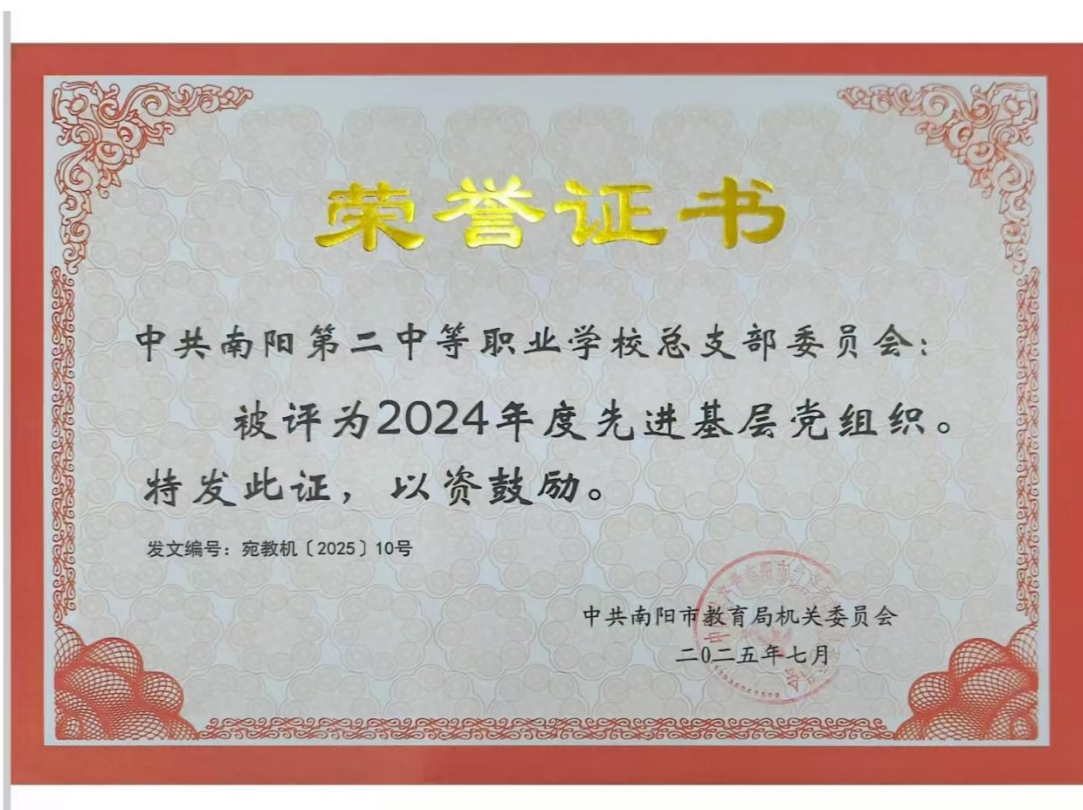 荣誉证书
中共南阳第二中等职业学校总支部委员会：
被评为2024年度先进基层党组织。
特发此证，以资鼓励。
发文编号：宛教机〔2025〕10号
中共南阳市教育局机关委员会
二0二五年七月